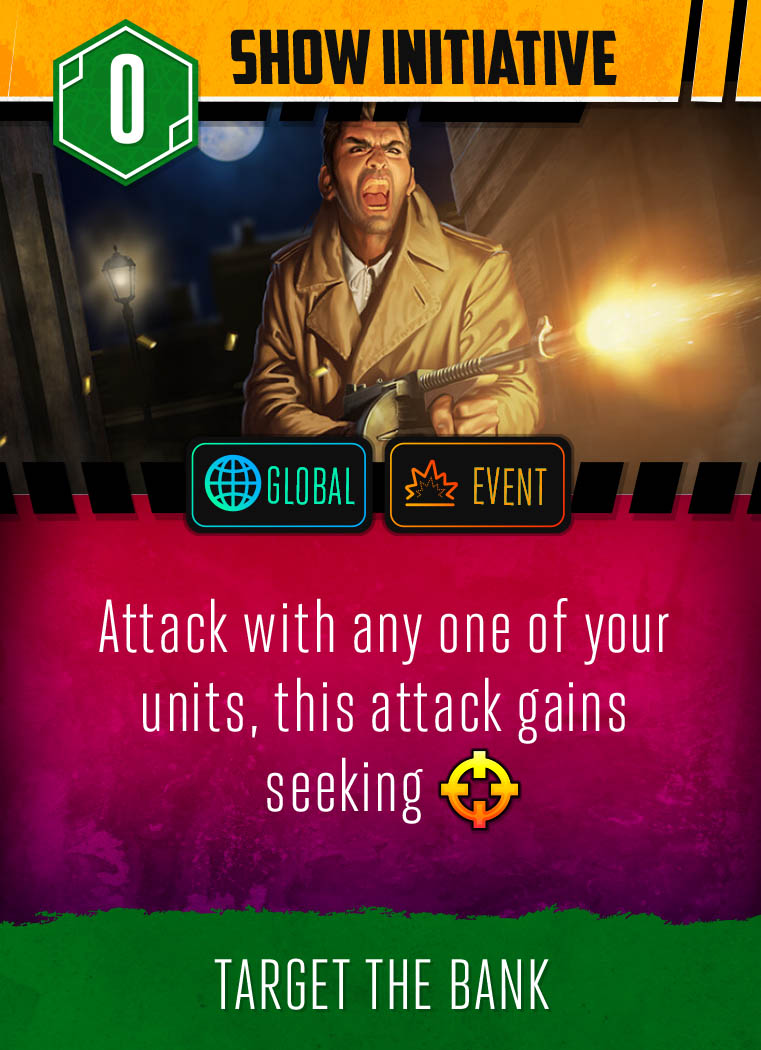 0
SHOW INITIATIVE
GLOBAL
EVENT
Attack with any one of your
units, this attack gains
seeking
TARGET THE BANK